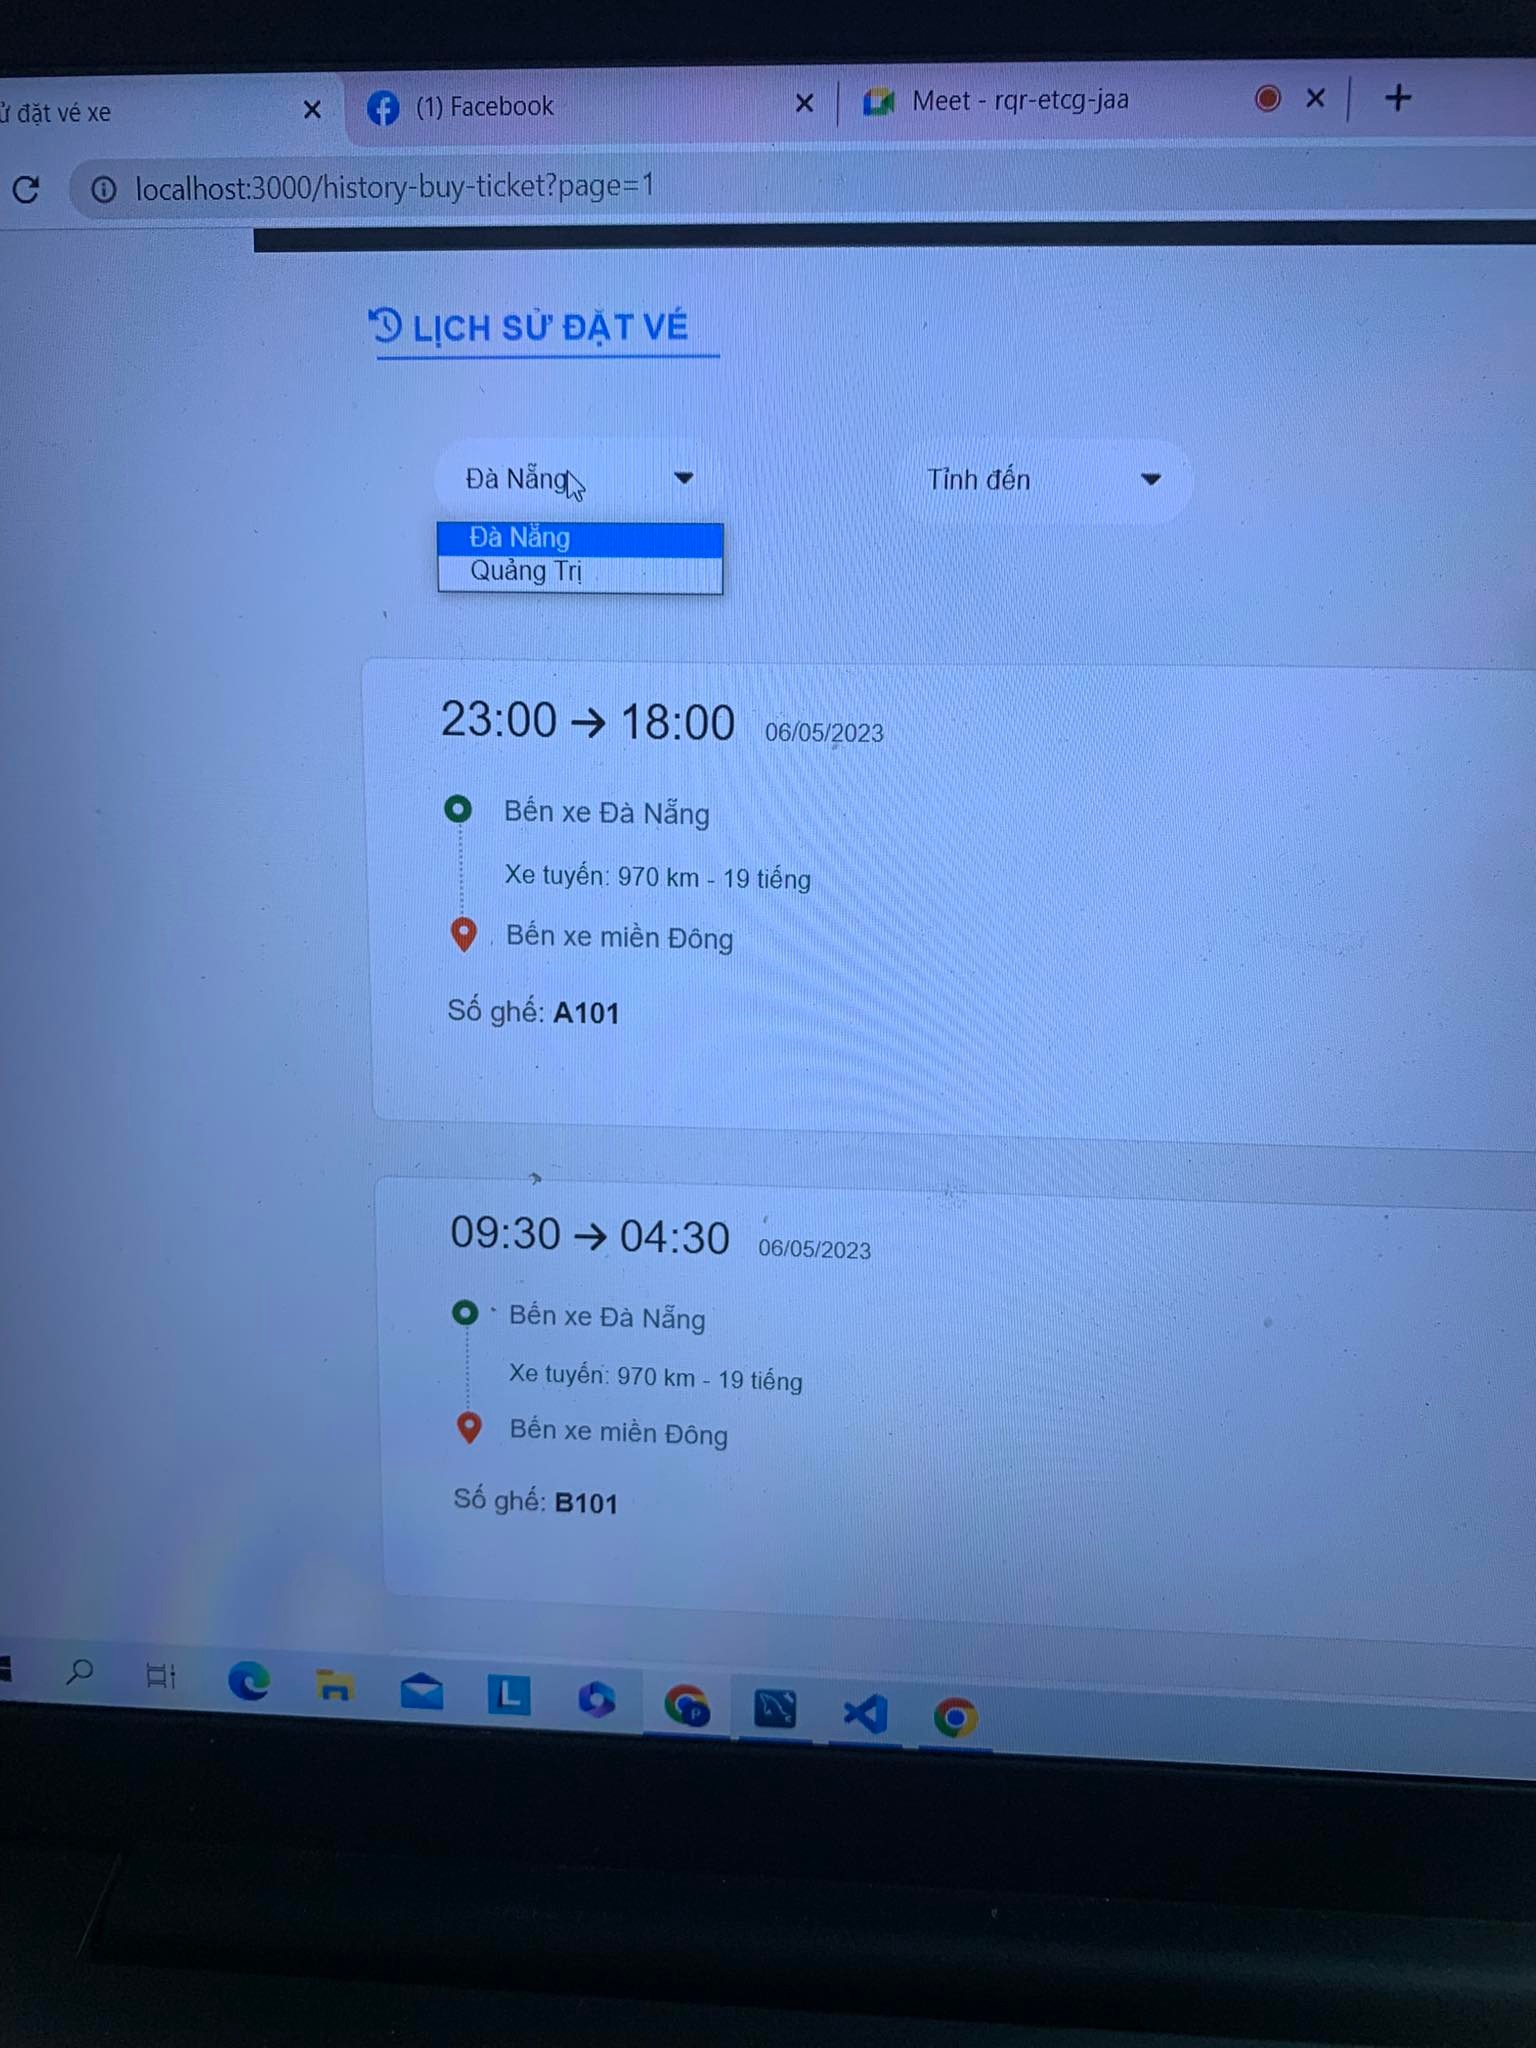 ử đặt vé xe
(1) Facebook
Meet - rqr-etcg-jaa
localhost:3000/history-buy-ticket?page=1
LỊCH SỬ ĐẶT VÉ
Đà Nẵng
Tỉnh đến
Đà Nẵng
Quảng Trị
23:00 → 18:00 06/05/2023
Bến xe Đà Nẵng
Xe tuyến: 970 km - 19 tiếng
Bến xe miền Đông
Số ghế: A101
09:30 → 04:30 06/05/2023
Bến xe Đà Nẵng
Xe tuyến: 970 km - 19 tiếng
Bến xe miền Đông
Số ghế: B101
L
P